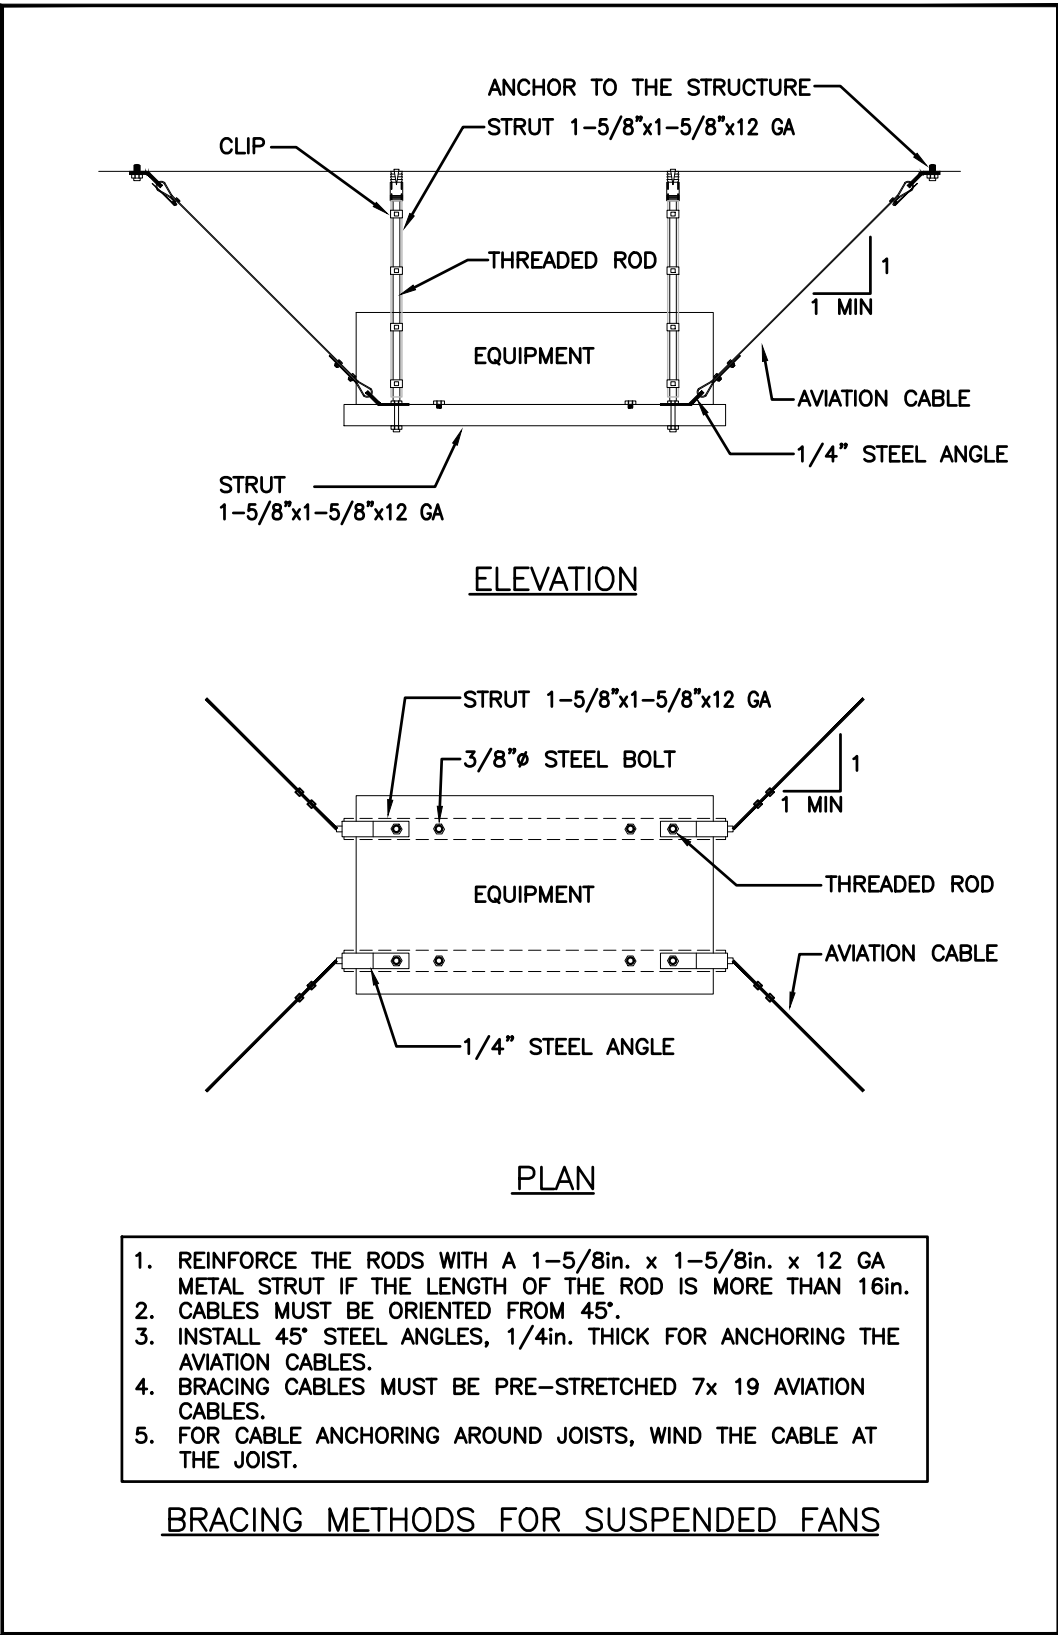 ANCHOR TO THE STRUCTURE
STRUT 1-5/8"x1-5/8"x12 GA
CLIP
THREADED ROD
1
1 MIN
EQUIPMENT
AVIATION CABLE
1/4" STEEL ANGLE
STRUT
1-5/8"x1-5/8"x12 GA
ELEVATION
STRUT 1-5/8"x1-5/8"x12 GA
3/8"ø STEEL BOLT
1
1 MIN
THREADED ROD
EQUIPMENT
AVIATION CABLE
1/4" STEEL ANGLE
PLAN
1. REINFORCE THE RODS WITH A 1-5/8in. x 1-5/8in. x 12 GA
METAL STRUT IF THE LENGTH OF THE ROD IS MORE THAN 16in.
2. CABLES MUST BE ORIENTED FROM 45°.
3. INSTALL 45° STEEL ANGLES, 1/4in. THICK FOR ANCHORING THE
AVIATION CABLES.
4. BRACING CABLES MUST BE PRE-STRETCHED 7x 19 AVIATION
CABLES.
5. FOR CABLE ANCHORING AROUND JOISTS, WIND THE CABLE AT
THE JOIST.
BRACING METHODS FOR SUSPENDED FANS